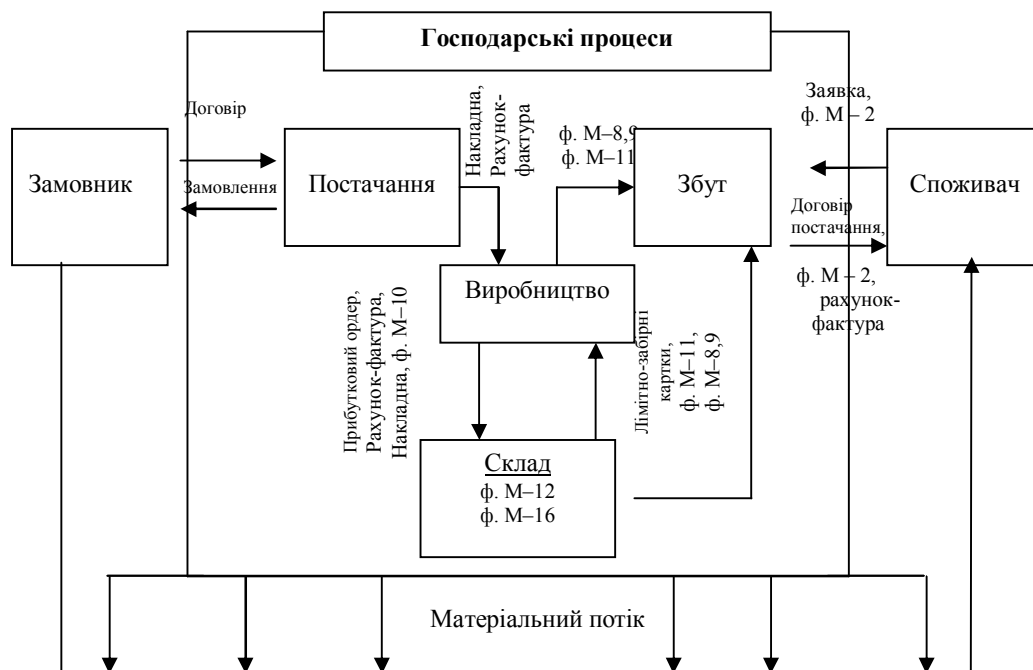 Господарські процеси
Договір
Замовник
Замовлення
Постачання
Накладна,
Рахунок-
фактура
ф. М–8,9
ф. М–11
Збут
Заявка,
ф. М – 2
Споживач
Договір
постачання,
ф. М – 2,
рахунок-
фактура
Виробництво
Прибутковий ордер,
Рахунок-фактура,
Накладна, ф. М–10
Лімітно-забірні
картки,
ф. М–11,
ф. М–8,9
Склад
ф. М–12
ф. М–16
Матеріальний потік